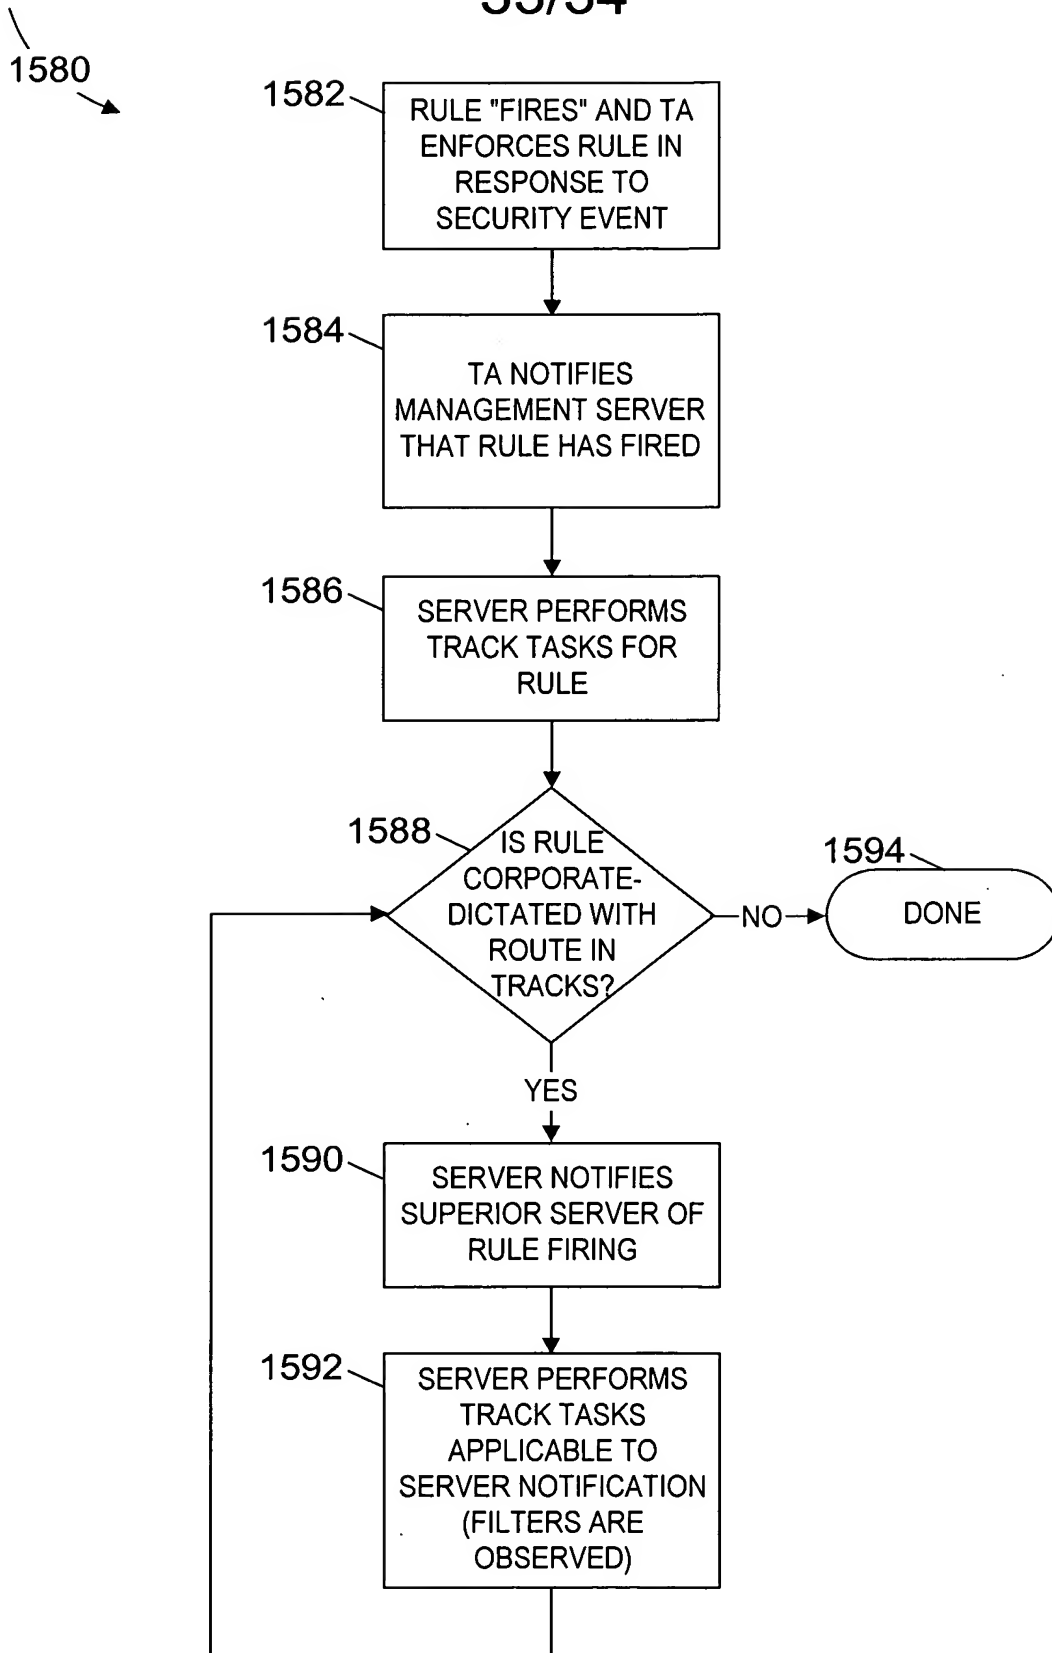 1580
1582
RULE "FIRES" AND TA
ENFORCES RULE IN
RESPONSE TO
SECURITY EVENT
1584
TA NOTIFIES
MANAGEMENT SERVER
THAT RULE HAS FIRED
1586
SERVER PERFORMS
TRACK TASKS FOR
RULE
1588
IS RULE
CORPORATE-
DICTATED WITH
ROUTE IN
TRACKS?
NO
1594
DONE
YES
1590
SERVER NOTIFIES
SUPERIOR SERVER OF
RULE FIRING
1592
SERVER PERFORMS
TRACK TASKS
APPLICABLE TO
SERVER NOTIFICATION
(FILTERS ARE
OBSERVED)